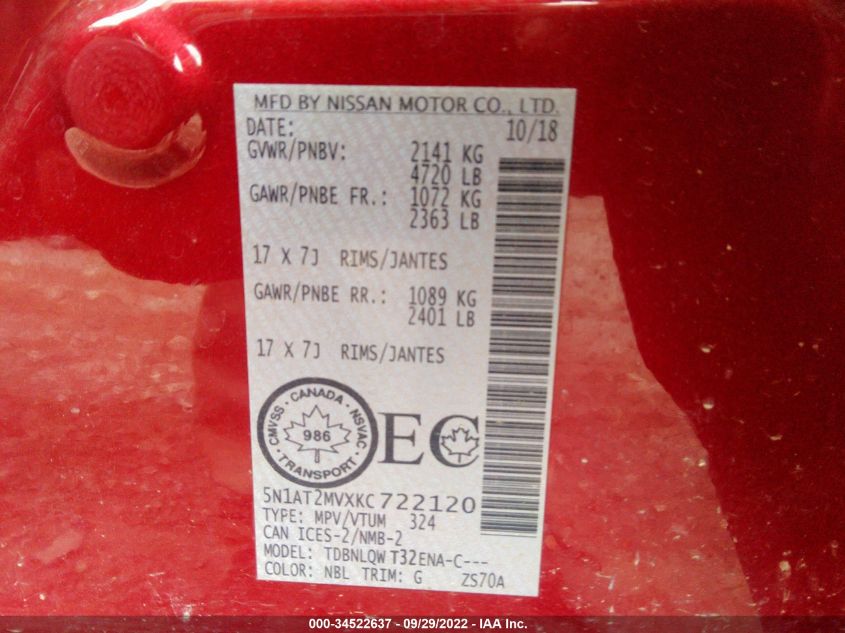 MFD BY NISSAN MOTOR CO., LTD.
DATE: 10/18
GVWR/PNBV: 2141 KG
4720 LB
GAWR/PNBE FR.: 1072 KG
2363 LB
17 X 7J RIMS/JANTES
GAWR/PNBE RR.: 1089 KG
2401 LB
17 X 7J RIMS/JANTES
CMVSS · CANADA · NSVAC
· TRANSPORT ·
986
EC
5N1AT2MVXKC722120
TYPE: MPV/VTUM 324
CAN ICES-2/NMB-2
MODEL: TDBNLQW T32ENA-C---
COLOR: NBL TRIM: G ZS70A
000-34522637 - 09/29/2022 - IAA Inc.